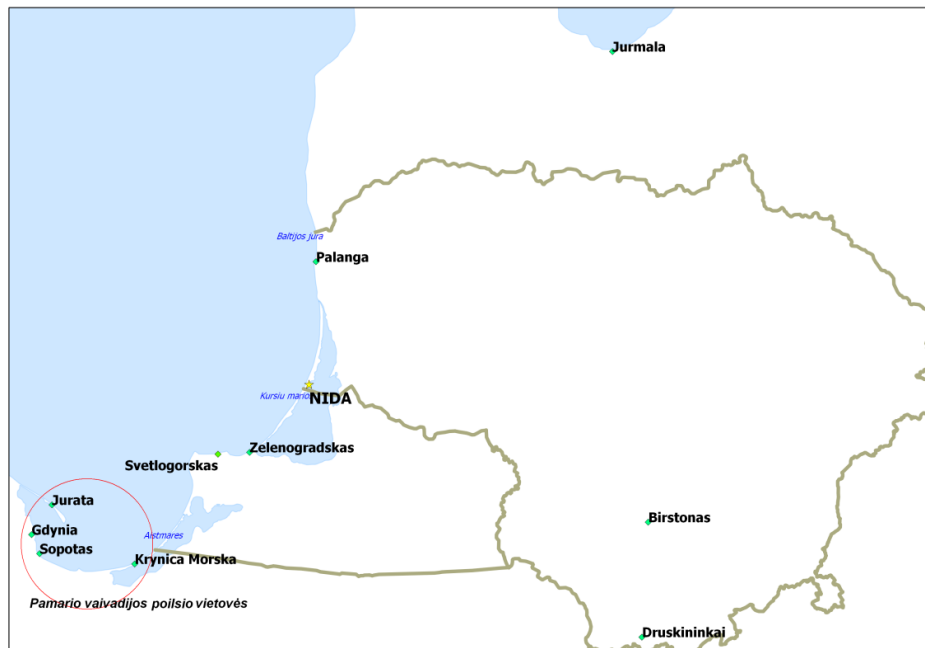 Jurmala
Baltijos jura
Palanga
Kursiu marios
NIDA
Zelenogradskas
Svetlogorskas
Jurata
Gdynia
Aistmares
Sopotas
Krynica Morska
Birstonas
Pamario vaivadijos poilsio vietovės
Druskininkai